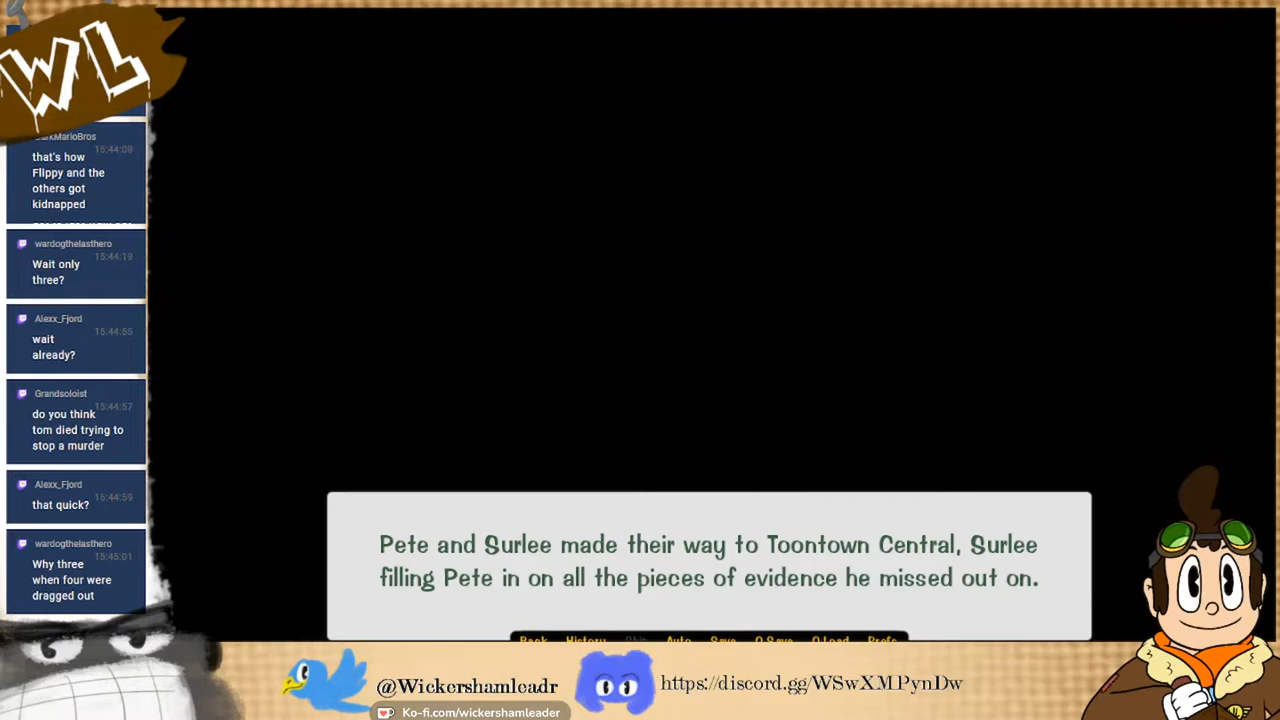 WL
15:44:08
that's how
Flippy and the
others got
kidnapped
wardogthelasthero
15:44:19
Wait only
three?
Alexx_Fjord
15:44:55
wait
already?
Grandsoloist
15:44:57
do you think
tom died trying to
stop a murder
Alexx_Fjord
15:44:59
that quick?
wardogthelasthero
15:45:01
Why three
when four were
dragged out
Pete and Surlee made their way to Toontown Central, Surlee
filling Pete in on all the pieces of evidence he missed out on.
Back History Skip Auto Save Q.Save Q.Load Prefs
@Wickershamleadr
https://discord.gg/WSwXMPynDw
Ko-fi.com/wickershamleader